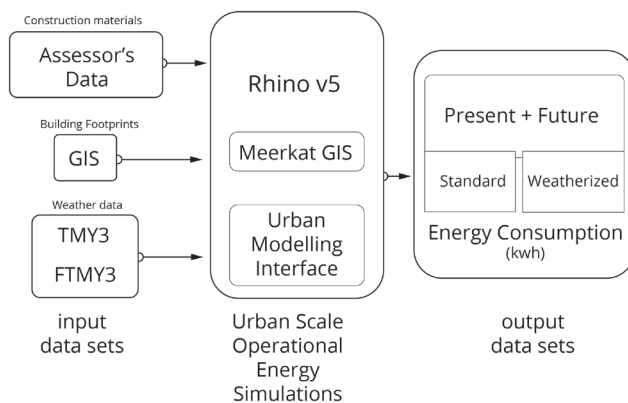 Construction materials
Assessor's
Data
Building Footprints
GIS
Weather data
TMY3
FTMY3
input
data sets
Rhino v5
Meerkat GIS
Urban
Modelling
Interface
Urban Scale
Operational
Energy
Simulations
Present + Future
Standard
Weatherized
Energy Consumption
(kwh)
output
data sets